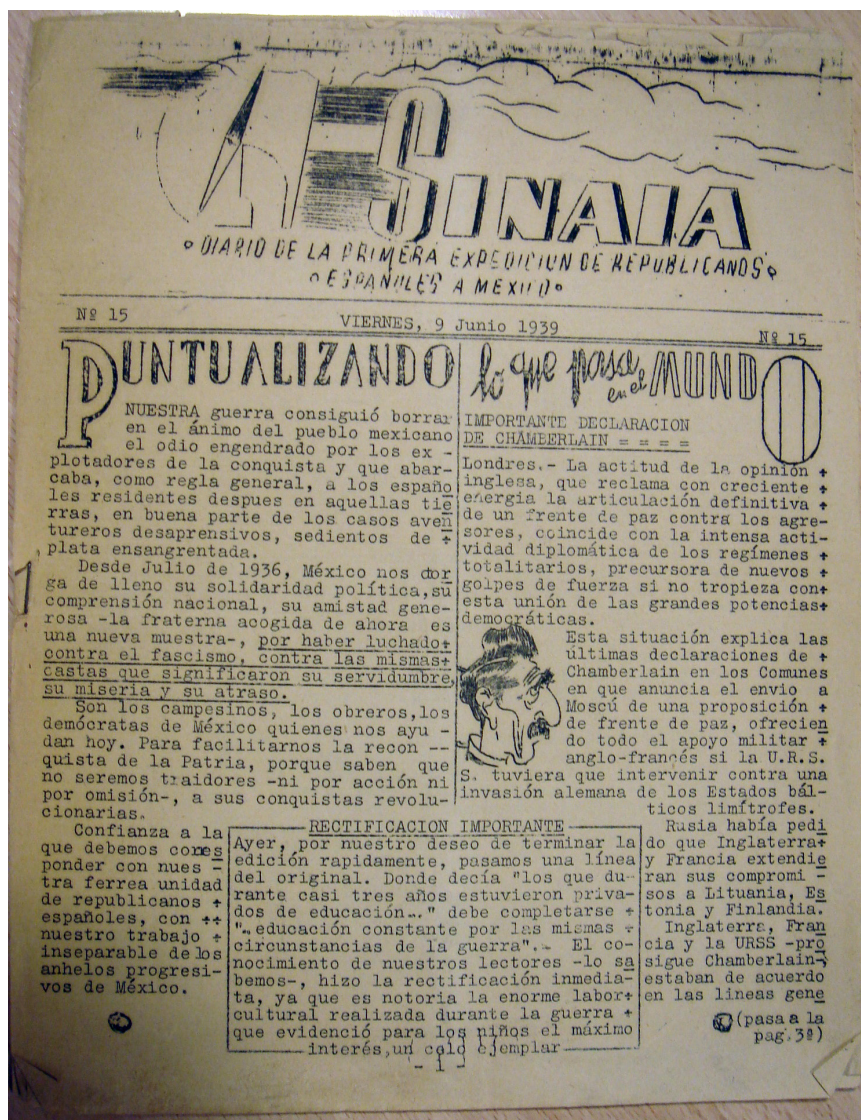 SINAIA
DIARIO DE LA PRIMERA EXPEDICION DE REPUBLICANOS
ESPAÑOLES A MEXICO
Nº 15
VIERNES, 9 Junio 1939
Nº 15
PUNTUALIZANDO
NUESTRA guerra consiguió borrar
en el ánimo del pueblo mexicano
el odio engendrado por los ex -
plotadores de la conquista y que abar-
caba, como regla general, a los españo
les residentes despues en aquellas tie
rras, en buena parte de los casos aven
tureros desaprensivos, sedientos de +
plata ensangrentada.
Desde Julio de 1936, México nos otor
ga de lleno su solidaridad política,su
comprensión nacional, su amistad gene-
rosa -la fraterna acogida de ahora es
una nueva muestra-, por haber luchado+
contra el fascismo, contra las mismas+
castas que significaron su servidumbre,
su miseria y su atraso.
Son los campesinos, los obreros,los
demócratas de México quienes nos ayu -
dan hoy. Para facilitarnos la recon --
quista de la Patria, porque saben que
no seremos traidores -ni por acción ni
por omisión-, a sus conquistas revolu-
cionarias.
Confianza a la
que debemos cores
ponder con nues -
tra ferrea unidad
de republicanos +
españoles, con ++
nuestro trabajo +
inseparable de los
anhelos progresi-
vos de México.
lo que pasa en el MUNDO
IMPORTANTE DECLARACION
DE CHAMBERLAIN = = = =
Londres.- La actitud de la opinión +
inglesa, que reclama con creciente +
energia la articulación definitiva +
de un frente de paz contra los agre-
sores, coincide con la intensa acti-
vidad diplomática de los regímenes +
totalitarios, precursora de nuevos +
golpes de fuerza si no tropieza con+
esta unión de las grandes potencias+
democráticas.
Esta situación explica las
últimas declaraciones de +
Chamberlain en los Comunes
en que anuncia el envio a
Moscú de una proposición +
de frente de paz, ofrecien
do todo el apoyo militar +
anglo-francés si la U.R.S.
S. tuviera que intervenir contra una
invasión alemana de los Estados bál-
ticos limítrofes.
Rusia había pedi
do que Inglaterra+
y Francia extendie
ran sus compromi -
sos a Lituania, Es
tonia y Finlandia.
Inglaterra, Fran
cia y la URSS -pro
sigue Chamberlain-
estaban de acuerdo
en las lineas gene
(pasa a la
pag.3ª)
RECTIFICACION IMPORTANTE
Ayer, por nuestro deseo de terminar la
edición rapidamente, pasamos una línea
del original. Donde decía "los que du-
rante casi tres años estuvieron priva-
dos de educación..." debe completarse +
"..educación constante por las mismas +
circunstancias de la guerra".- El co-
nocimiento de nuestros lectores -lo sa
bemos-, hizo la rectificación inmedia-
ta, ya que es notoria la enorme labor+
cultural realizada durante la guerra +
que evidenció para los niños el máximo
interés,un celo ejemplar
- 1 -